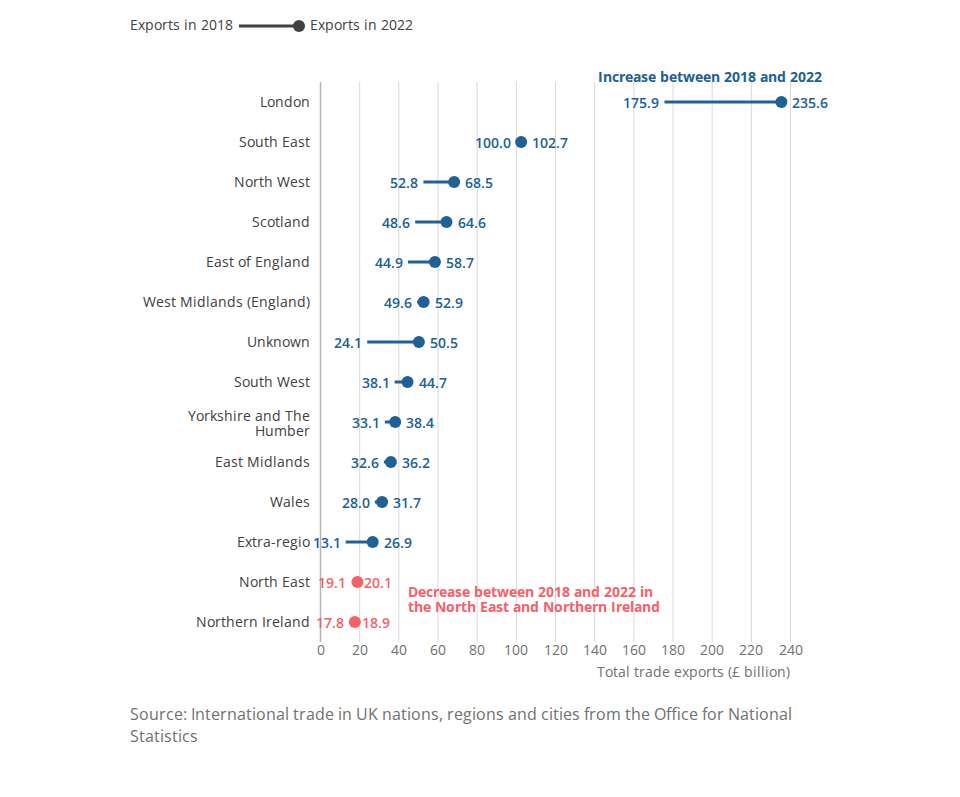 Exports in 2018 Exports in 2022
Increase between 2018 and 2022
London 175.9 235.6
South East 100.0 102.7
North West 52.8 68.5
Scotland 48.6 64.6
East of England 44.9 58.7
West Midlands (England) 49.6 52.9
Unknown 24.1 50.5
South West 38.1 44.7
Yorkshire and The
Humber 33.1 38.4
East Midlands 32.6 36.2
Wales 28.0 31.7
Extra-regio 13.1 26.9
North East 19.1 20.1
Decrease between 2018 and 2022 in
the North East and Northern Ireland
Northern Ireland 17.8 18.9
0 20 40 60 80 100 120 140 160 180 200 220 240
Total trade exports (£ billion)
Source: International trade in UK nations, regions and cities from the Office for National
Statistics